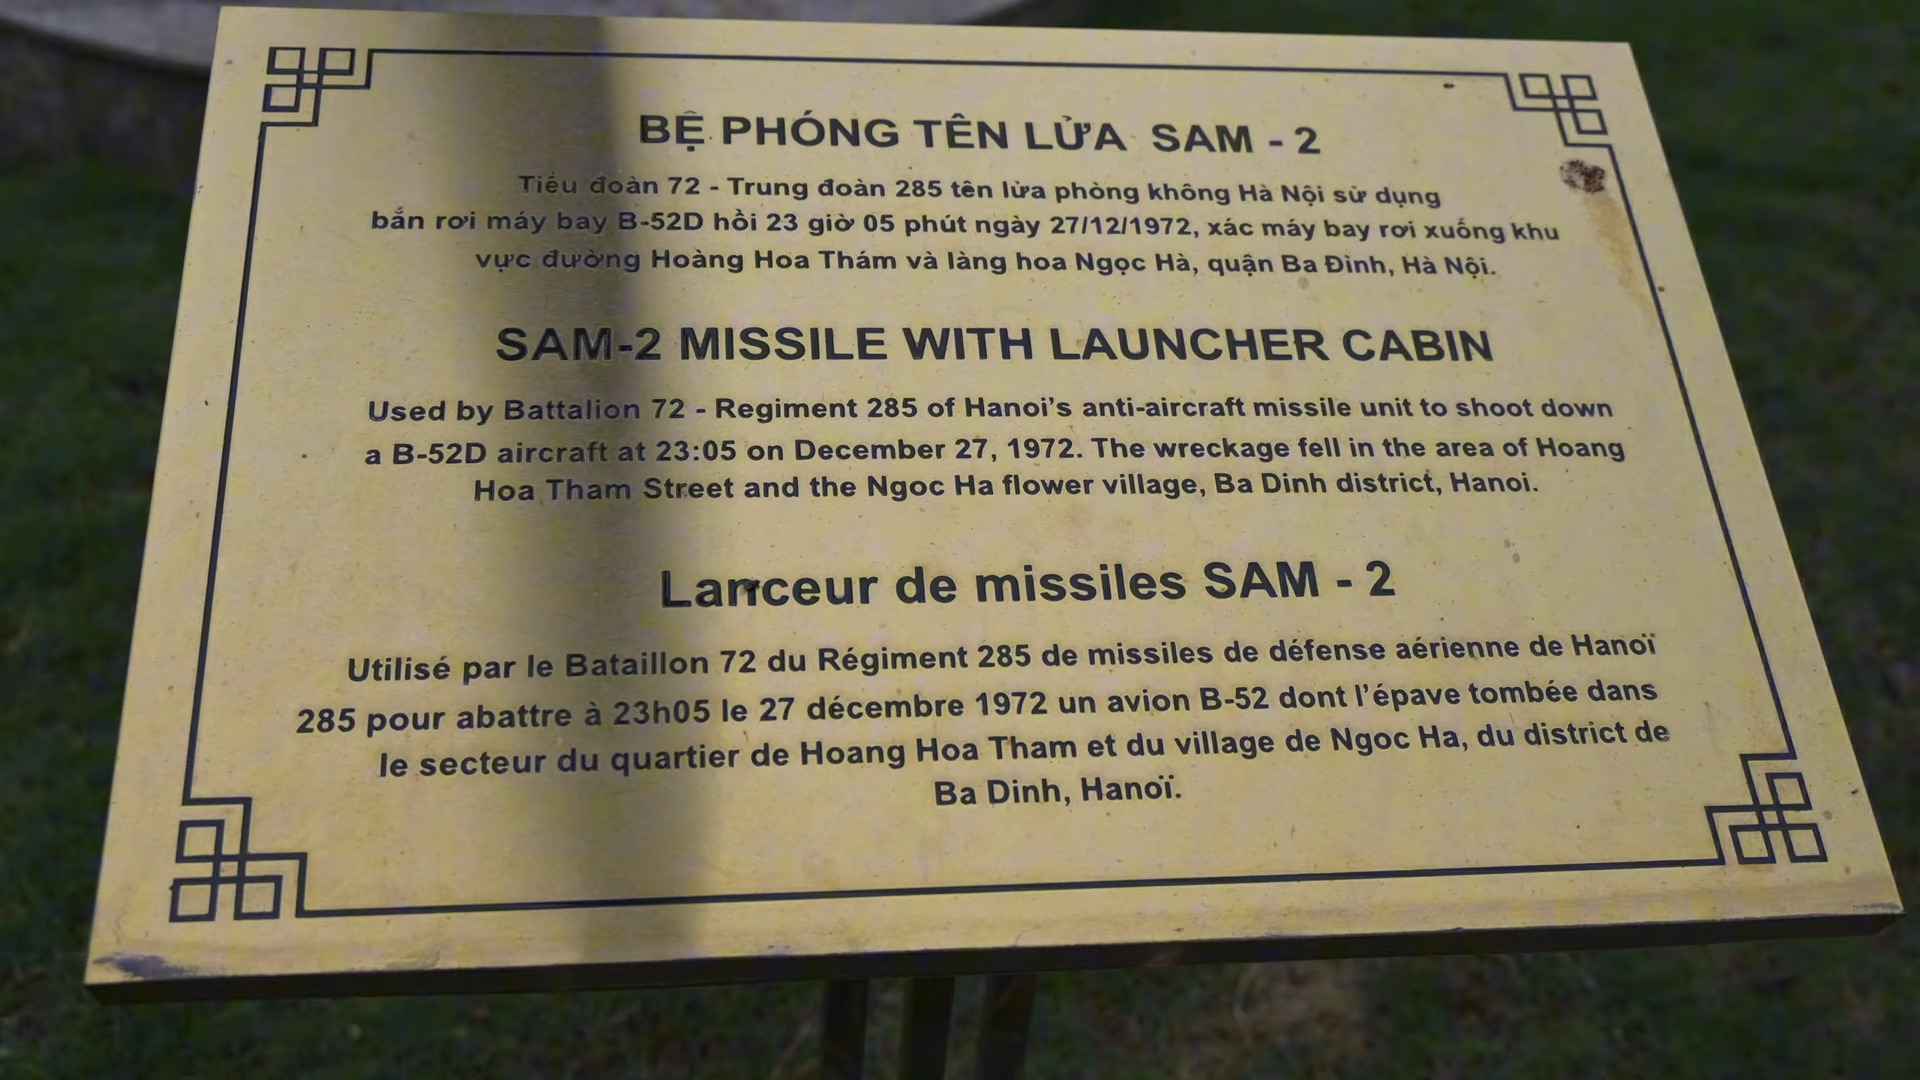 BỆ PHÓNG TÊN LỬA SAM - 2
Tiểu đoàn 72 - Trung đoàn 285 tên lửa phòng không Hà Nội sử dụng
bắn rơi máy bay B-52D hồi 23 giờ 05 phút ngày 27/12/1972, xác máy bay rơi xuống khu
vực đường Hoàng Hoa Thám và làng hoa Ngọc Hà, quận Ba Đình, Hà Nội.
SAM-2 MISSILE WITH LAUNCHER CABIN
Used by Battalion 72 - Regiment 285 of Hanoi's anti-aircraft missile unit to shoot down
a B-52D aircraft at 23:05 on December 27, 1972. The wreckage fell in the area of Hoang
Hoa Tham Street and the Ngoc Ha flower village, Ba Dinh district, Hanoi.
Lanceur de missiles SAM - 2
Utilisé par le Bataillon 72 du Régiment 285 de missiles de défense aérienne de Hanoï
285 pour abattre à 23h05 le 27 décembre 1972 un avion B-52 dont l'épave tombée dans
le secteur du quartier de Hoang Hoa Tham et du village de Ngoc Ha, du district de
Ba Dinh, Hanoï.